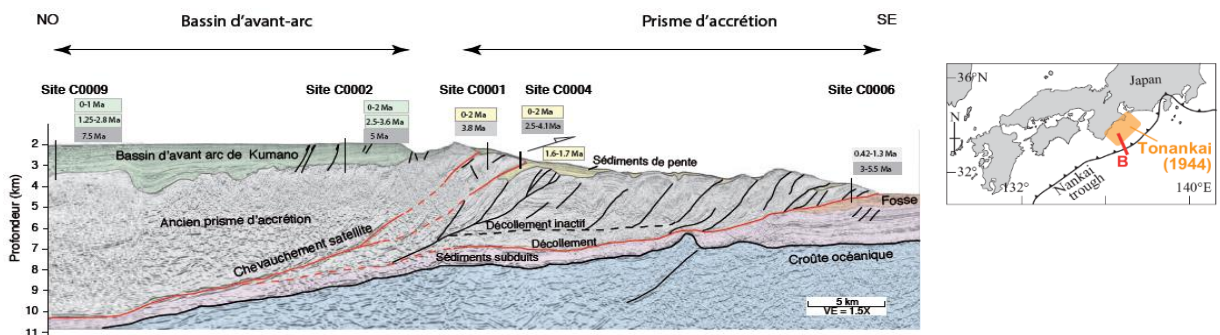 NO
Bassin d'avant-arc
Prisme d'accrétion
SE
Site C0009
0-1 Ma
1.25-2.8 Ma
7.5 Ma
Site C0002
0-2 Ma
2.5-3.6 Ma
5 Ma
Site C0001
0-2 Ma
3.8 Ma
Site C0004
0-2 Ma
2.5-4.1Ma
1.6-1.7 Ma
Site C0006
0.42-1.3 Ma
3-5.5 Ma
Profondeur (km)
2
3
4
5
6
7
8
9
10
11
Bassin d'avant arc de Kumano
Sédiments de pente
Ancien prisme d'accrétion
Chevauchement satellite
Décollement inactif
Décollement
Sédiments subduits
Fosse
Croûte océanique
5 km
VE = 1.5X
36°N
Japan
N
Tonankai
(1944)
B
32°
132°
Nankai
trough
140°E